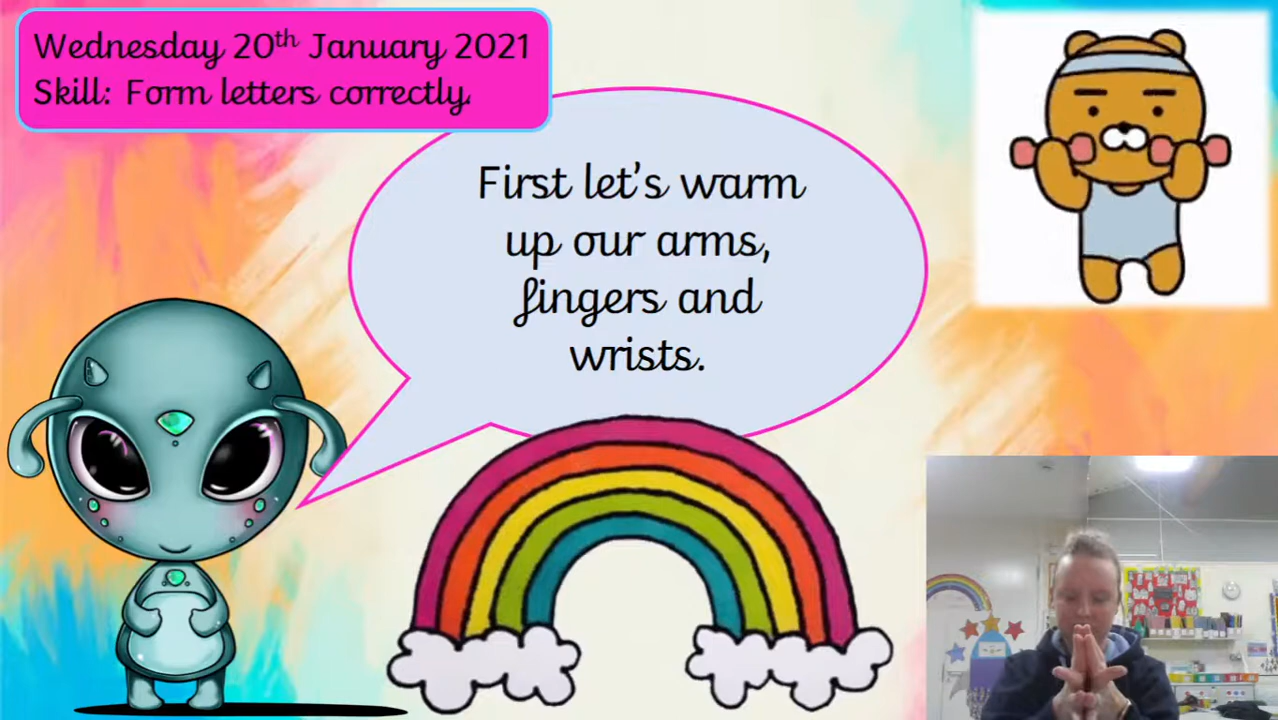 Wednesday 20th January 2021
Skill: Form letters correctly.
First let's warm
up our arms,
fingers and
wrists.